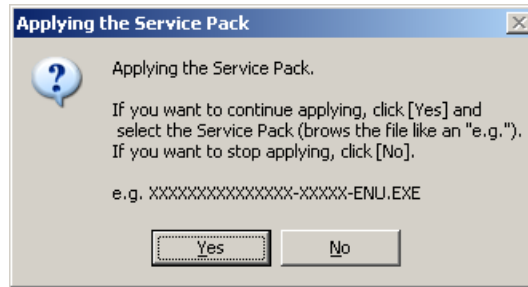 Applying the Service Pack
Applying the Service Pack.
If you want to continue applying, click [Yes] and
select the Service Pack (brows the file like an "e.g.").
If you want to stop applying, click [No].
e.g. XXXXXXXXXXXXXXX-XXXXX-ENU.EXE
Yes No